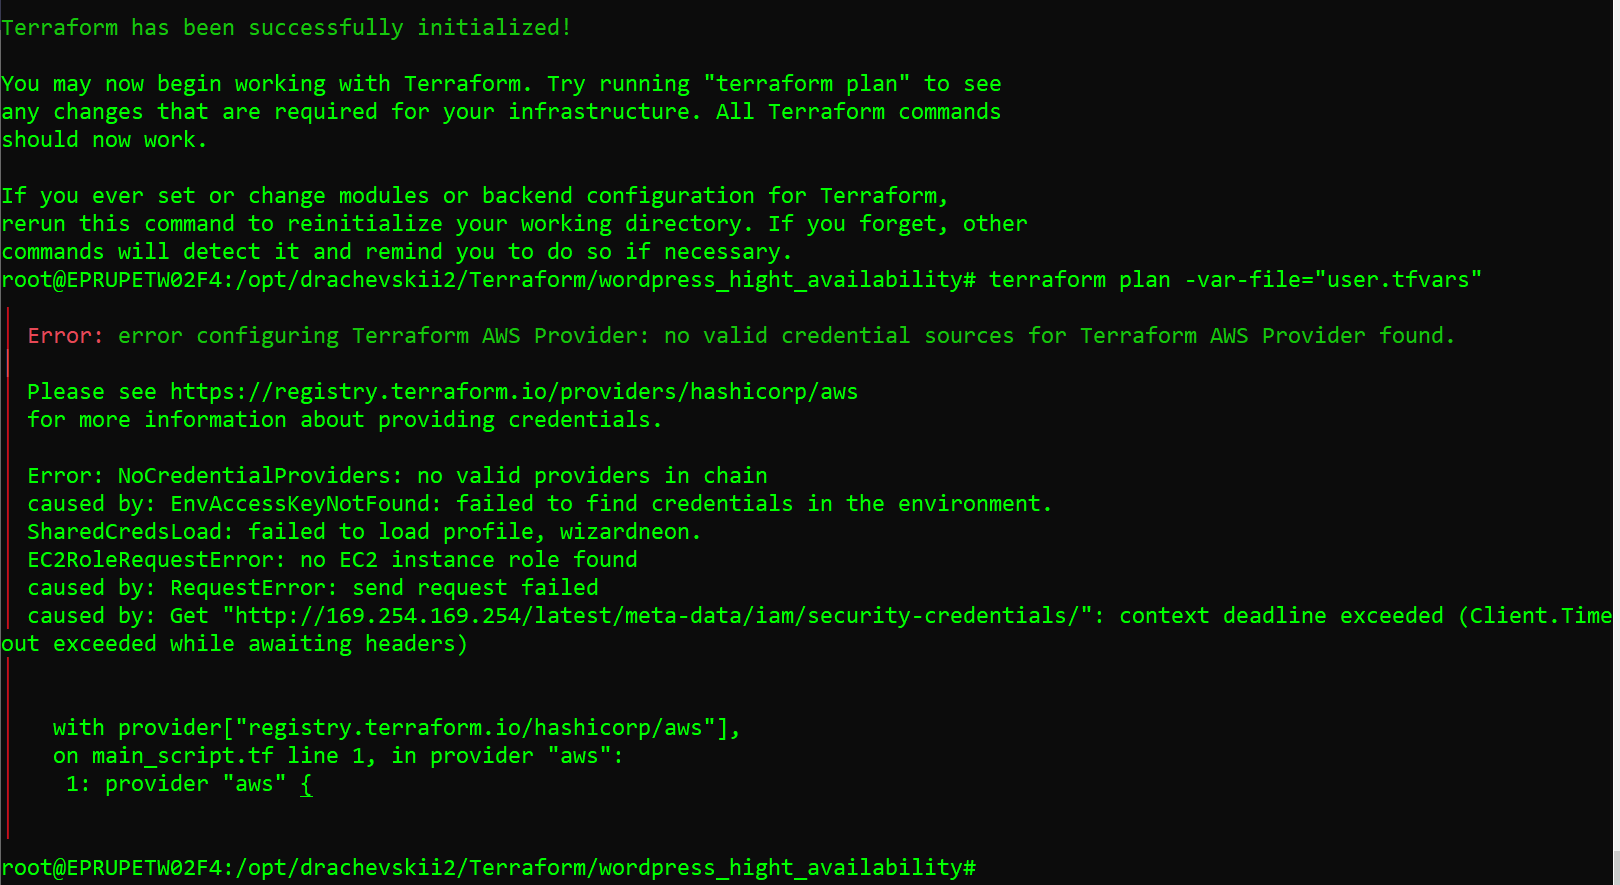 Terraform has been successfully initialized!
You may now begin working with Terraform. Try running "terraform plan" to see
any changes that are required for your infrastructure. All Terraform commands
should now work.
If you ever set or change modules or backend configuration for Terraform,
rerun this command to reinitialize your working directory. If you forget, other
commands will detect it and remind you to do so if necessary.
root@EPRUPETW02F4:/opt/drachevskii2/Terraform/wordpress_hight_availability# terraform plan -var-file="user.tfvars"
Error: error configuring Terraform AWS Provider: no valid credential sources for Terraform AWS Provider found.
Please see https://registry.terraform.io/providers/hashicorp/aws
for more information about providing credentials.
Error: NoCredentialProviders: no valid providers in chain
caused by: EnvAccessKeyNotFound: failed to find credentials in the environment.
SharedCredsLoad: failed to load profile, wizardneon.
EC2RoleRequestError: no EC2 instance role found
caused by: RequestError: send request failed
caused by: Get "http://169.254.169.254/latest/meta-data/iam/security-credentials/": context deadline exceeded (Client.Time
out exceeded while awaiting headers)
with provider["registry.terraform.io/hashicorp/aws"],
on main_script.tf line 1, in provider "aws":
1: provider "aws" {
root@EPRUPETW02F4:/opt/drachevskii2/Terraform/wordpress_hight_availability#